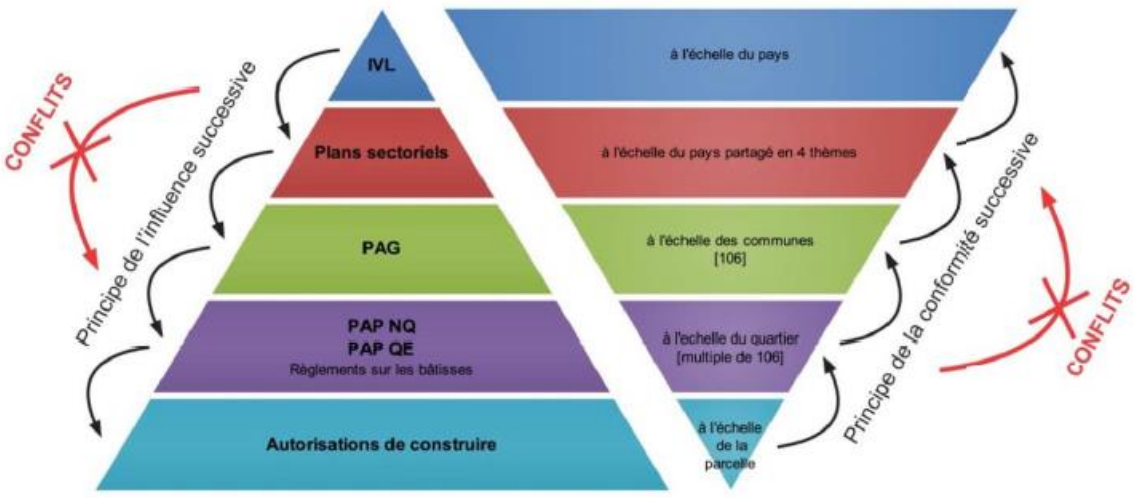 CONFLITS
Principe de l'influence successive
IVL
Plans sectoriels
PAG
PAP NQ
PAP QE
Règlements sur les bâtisses
Autorisations de construire
à l'échelle du pays
à l'échelle du pays partagé en 4 thèmes
à l'échelle des communes
[106]
à l'echelle du quartier
[multiple de 106]
à l'échelle
de la
parcelle
Principe de la conformité successive
CONFLITS